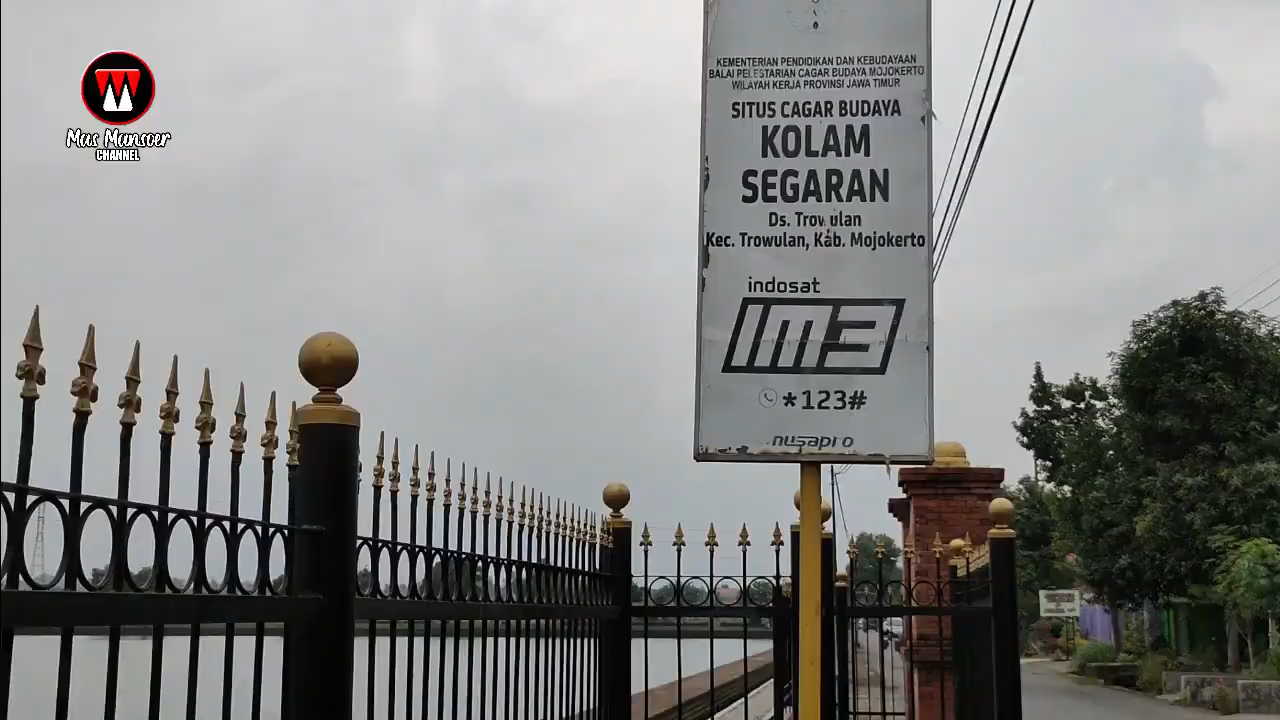 Mas Mansoer
CHANNEL
KEMENTERIAN PENDIDIKAN DAN KEBUDAYAAN
BALAI PELESTARIAN CAGAR BUDAYA MOJOKERTO
WILAYAH KERJA PROVINSI JAWA TIMUR
SITUS CAGAR BUDAYA
KOLAM
SEGARAN
Ds. Trowulan
Kec. Trowulan, Kab. Mojokerto
indosat
IM3
*123#
nusapro